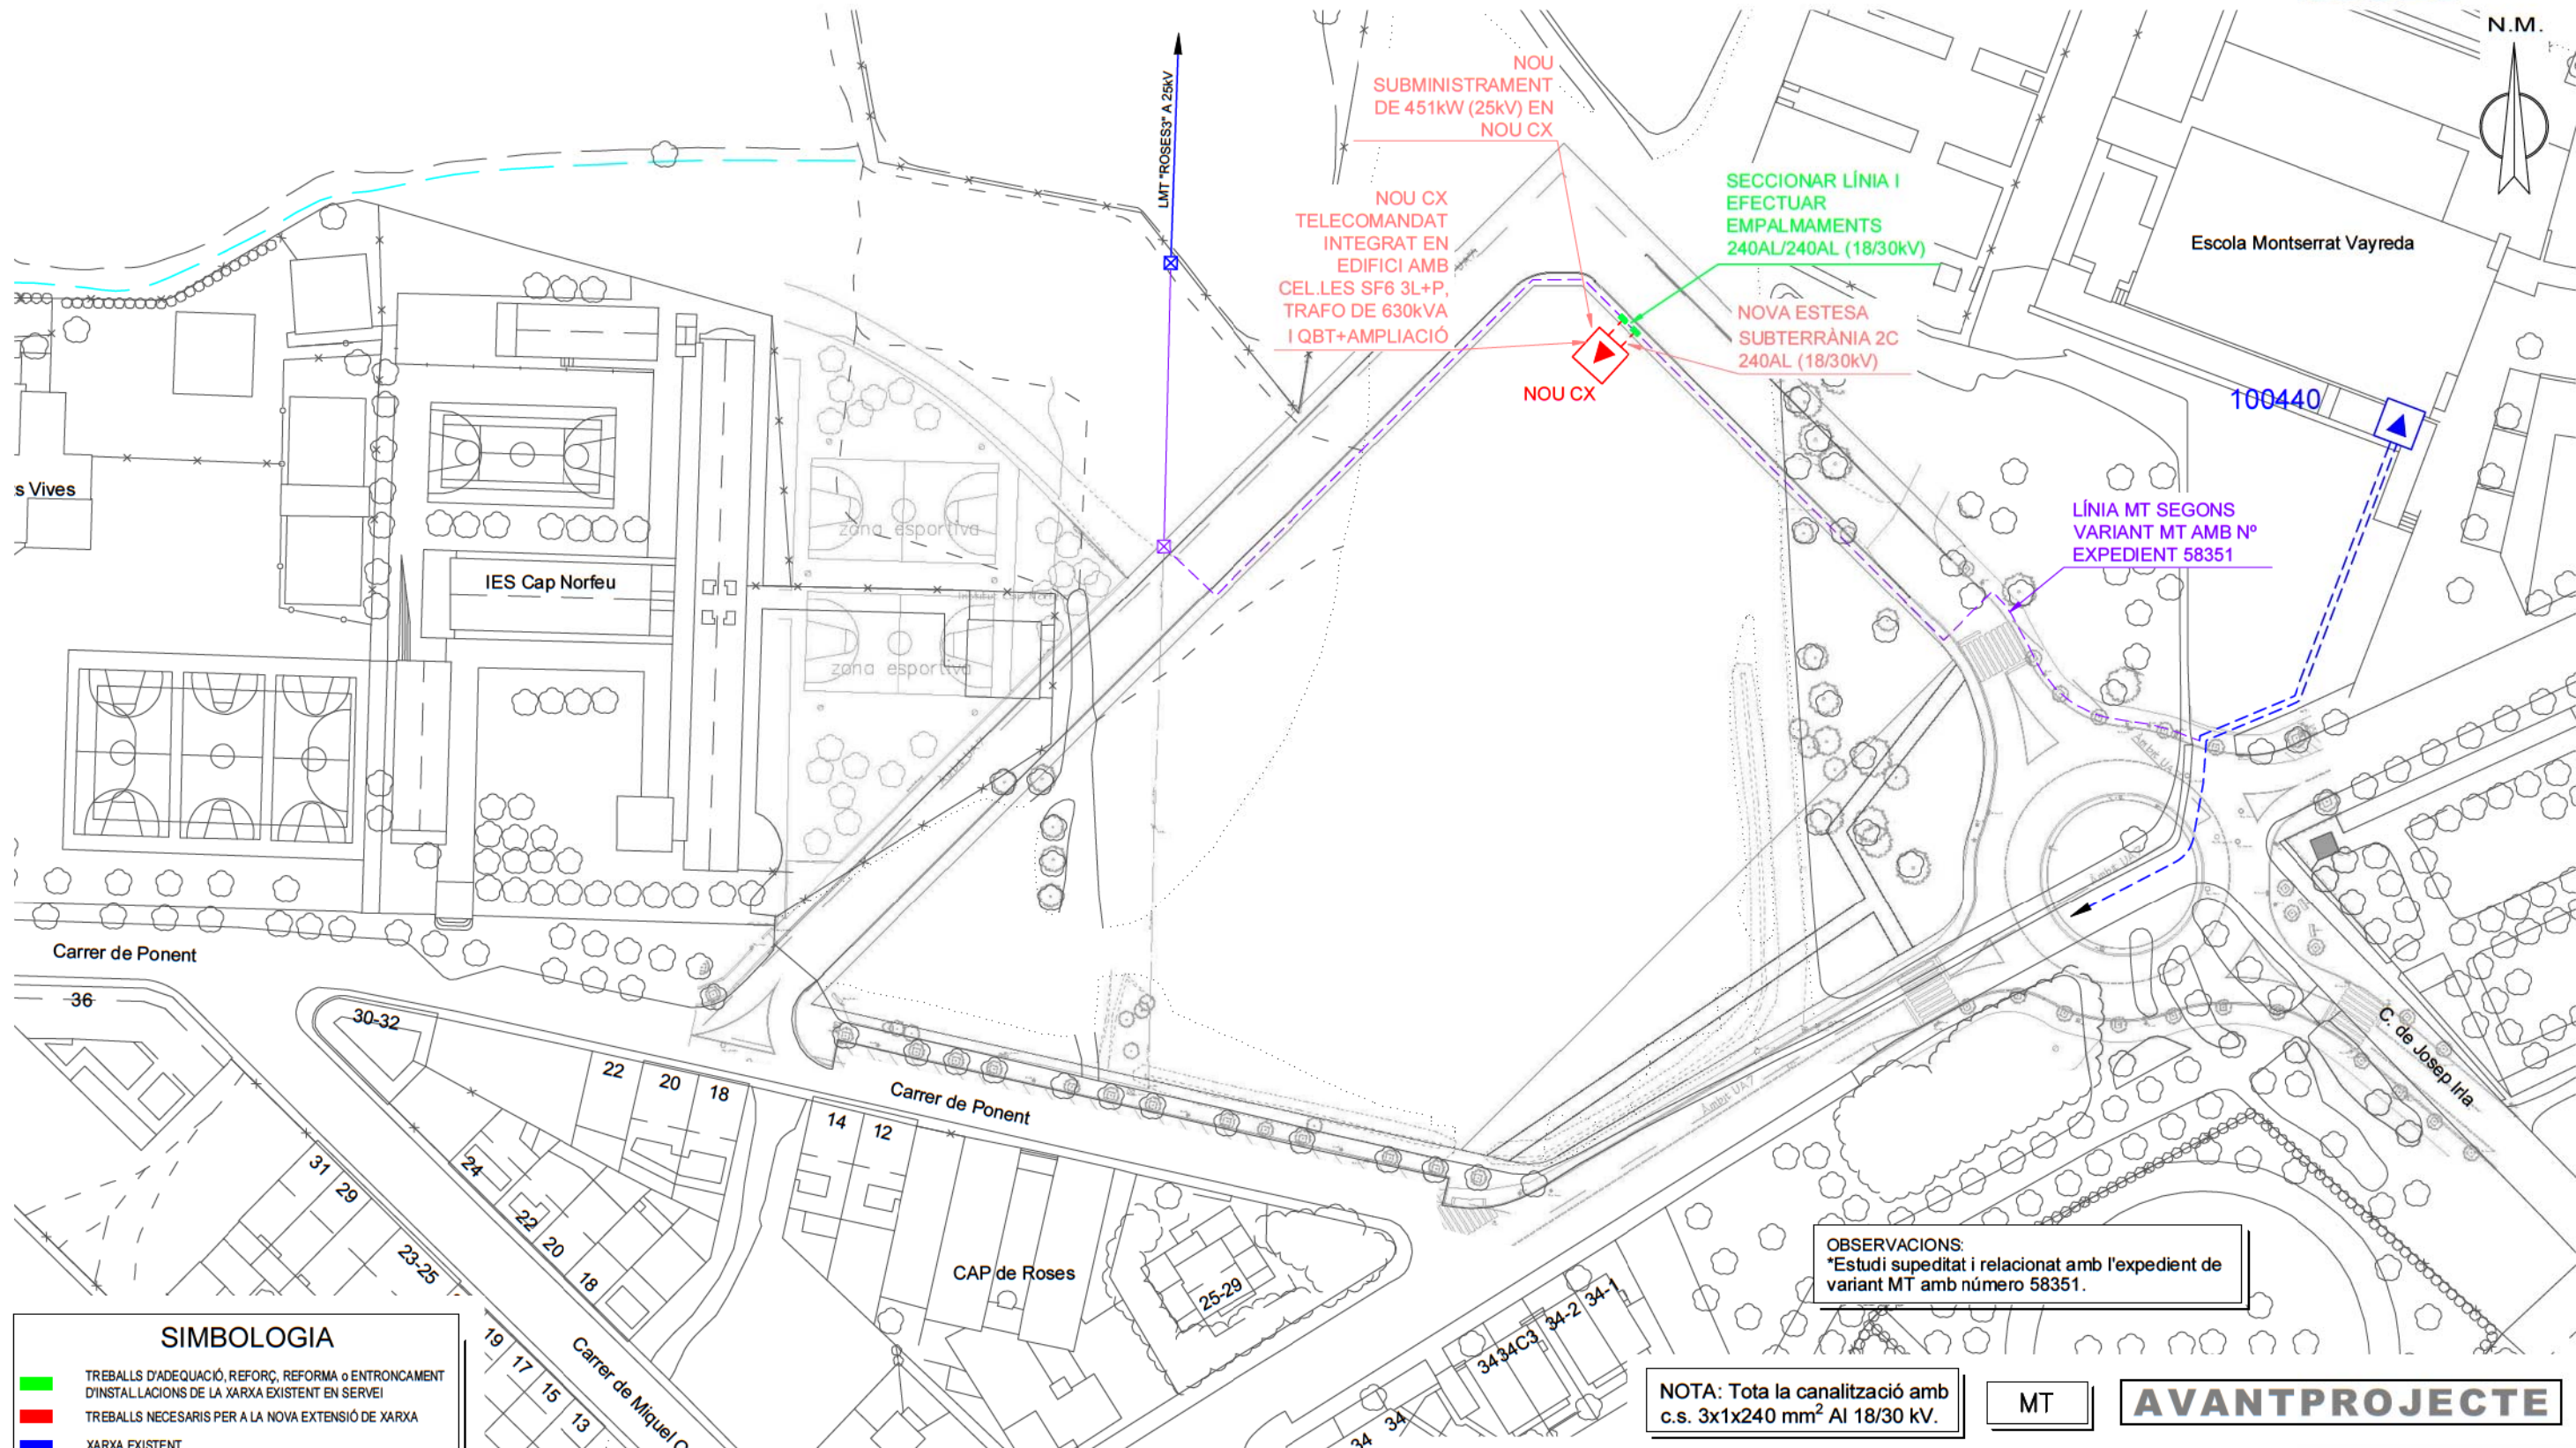 N.M.
LMT "ROSES3" A 25kV
NOU
SUBMINISTRAMENT
DE 451kW (25kV) EN
NOU CX
NOU CX
TELECOMANDAT
INTEGRAT EN
EDIFICI AMB
CEL.LES SF6 3L+P,
TRAFO DE 630kVA
I QBT+AMPLIACIÓ
SECCIONAR LÍNIA I
EFECTUAR
EMPALMAMENTS
240AL/240AL (18/30kV)
NOVA ESTESA
SUBTERRÀNIA 2C
240AL (18/30kV)
NOU CX
Escola Montserrat Vayreda
100440
LÍNIA MT SEGONS
VARIANT MT AMB Nº
EXPEDIENT 58351
s Vives
IES Cap Norfeu
zona esportiva
zona esportiva
Àmbit UA7
Àmbit UA7
Carrer de Ponent
36
30-32
22
20
18
14
12
Carrer de Ponent
C. de Josep Irla
31
29
23-25
24
22
20
18
CAP de Roses
25-29
19
17
15
13
Carrer de Miquel O
34
34C3
34-2
34-1
34
34
OBSERVACIONS:
*Estudi supeditat i relacionat amb l'expedient de
variant MT amb número 58351.
SIMBOLOGIA
TREBALLS D'ADEQUACIÓ, REFORÇ, REFORMA o ENTRONCAMENT
D'INSTAL.LACIONS DE LA XARXA EXISTENT EN SERVEI
TREBALLS NECESARIS PER A LA NOVA EXTENSIÓ DE XARXA
XARXA EXISTENT
NOTA: Tota la canalització amb
c.s. 3x1x240 mm² Al 18/30 kV.
MT
AVANTPROJECTE